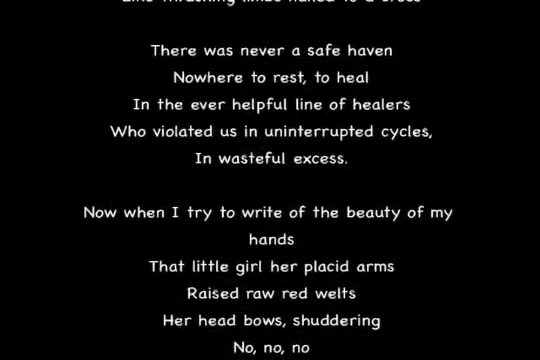 Like thrashing limbs nailed to a cross
There was never a safe haven
Nowhere to rest, to heal
In the ever helpful line of healers
Who violated us in uninterrupted cycles,
In wasteful excess.
Now when I try to write of the beauty of my
hands
That little girl her placid arms
Raised raw red welts
Her head bows, shuddering
No, no, no